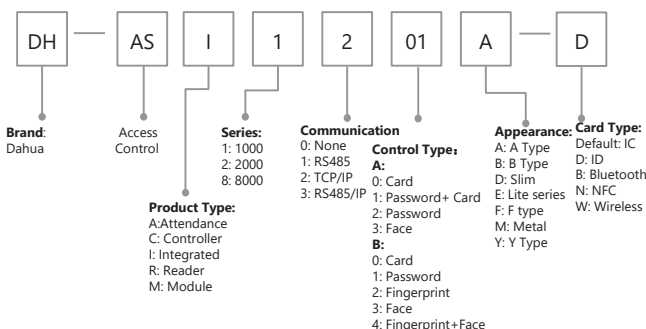 DH
AS
I
1
2
01
A
D
Brand:
Dahua
Access
Control
Product Type:
A:Attendance
C: Controller
I: Integrated
R: Reader
M: Module
Series:
1: 1000
2: 2000
8: 8000
Communication
0: None
1: RS485
2: TCP/IP
3: RS485/IP
Control Type：
A:
0: Card
1: Password+ Card
2: Password
3: Face
B:
0: Card
1: Password
2: Fingerprint
3: Face
4: Fingerprint+Face
Appearance:
A: A Type
B: B Type
D: Slim
E: Lite series
F: F type
M: Metal
Y: Y Type
Card Type:
Default: IC
D: ID
B: Bluetooth
N: NFC
W: Wireless